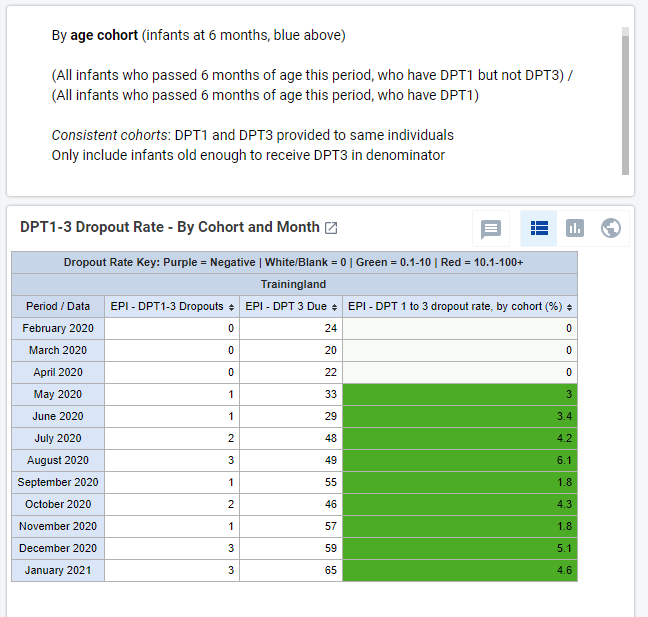 By age cohort (infants at 6 months, blue above)
(All infants who passed 6 months of age this period, who have DPT1 but not DPT3) /
(All infants who passed 6 months of age this period, who have DPT1)
Consistent cohorts: DPT1 and DPT3 provided to same individuals
Only include infants old enough to receive DPT3 in denominator
DPT1-3 Dropout Rate - By Cohort and Month
Dropout Rate Key: Purple = Negative | White/Blank = 0 | Green = 0.1-10 | Red = 10.1-100+
Trainingland
Period / Data EPI - DPT1-3 Dropouts EPI - DPT 3 Due EPI - DPT 1 to 3 dropout rate, by cohort (%)
February 2020 0 24 0
March 2020 0 20 0
April 2020 0 22 0
May 2020 1 33 3
June 2020 1 29 3.4
July 2020 2 48 4.2
August 2020 3 49 6.1
September 2020 1 55 1.8
October 2020 2 46 4.3
November 2020 1 57 1.8
December 2020 3 59 5.1
January 2021 3 65 4.6